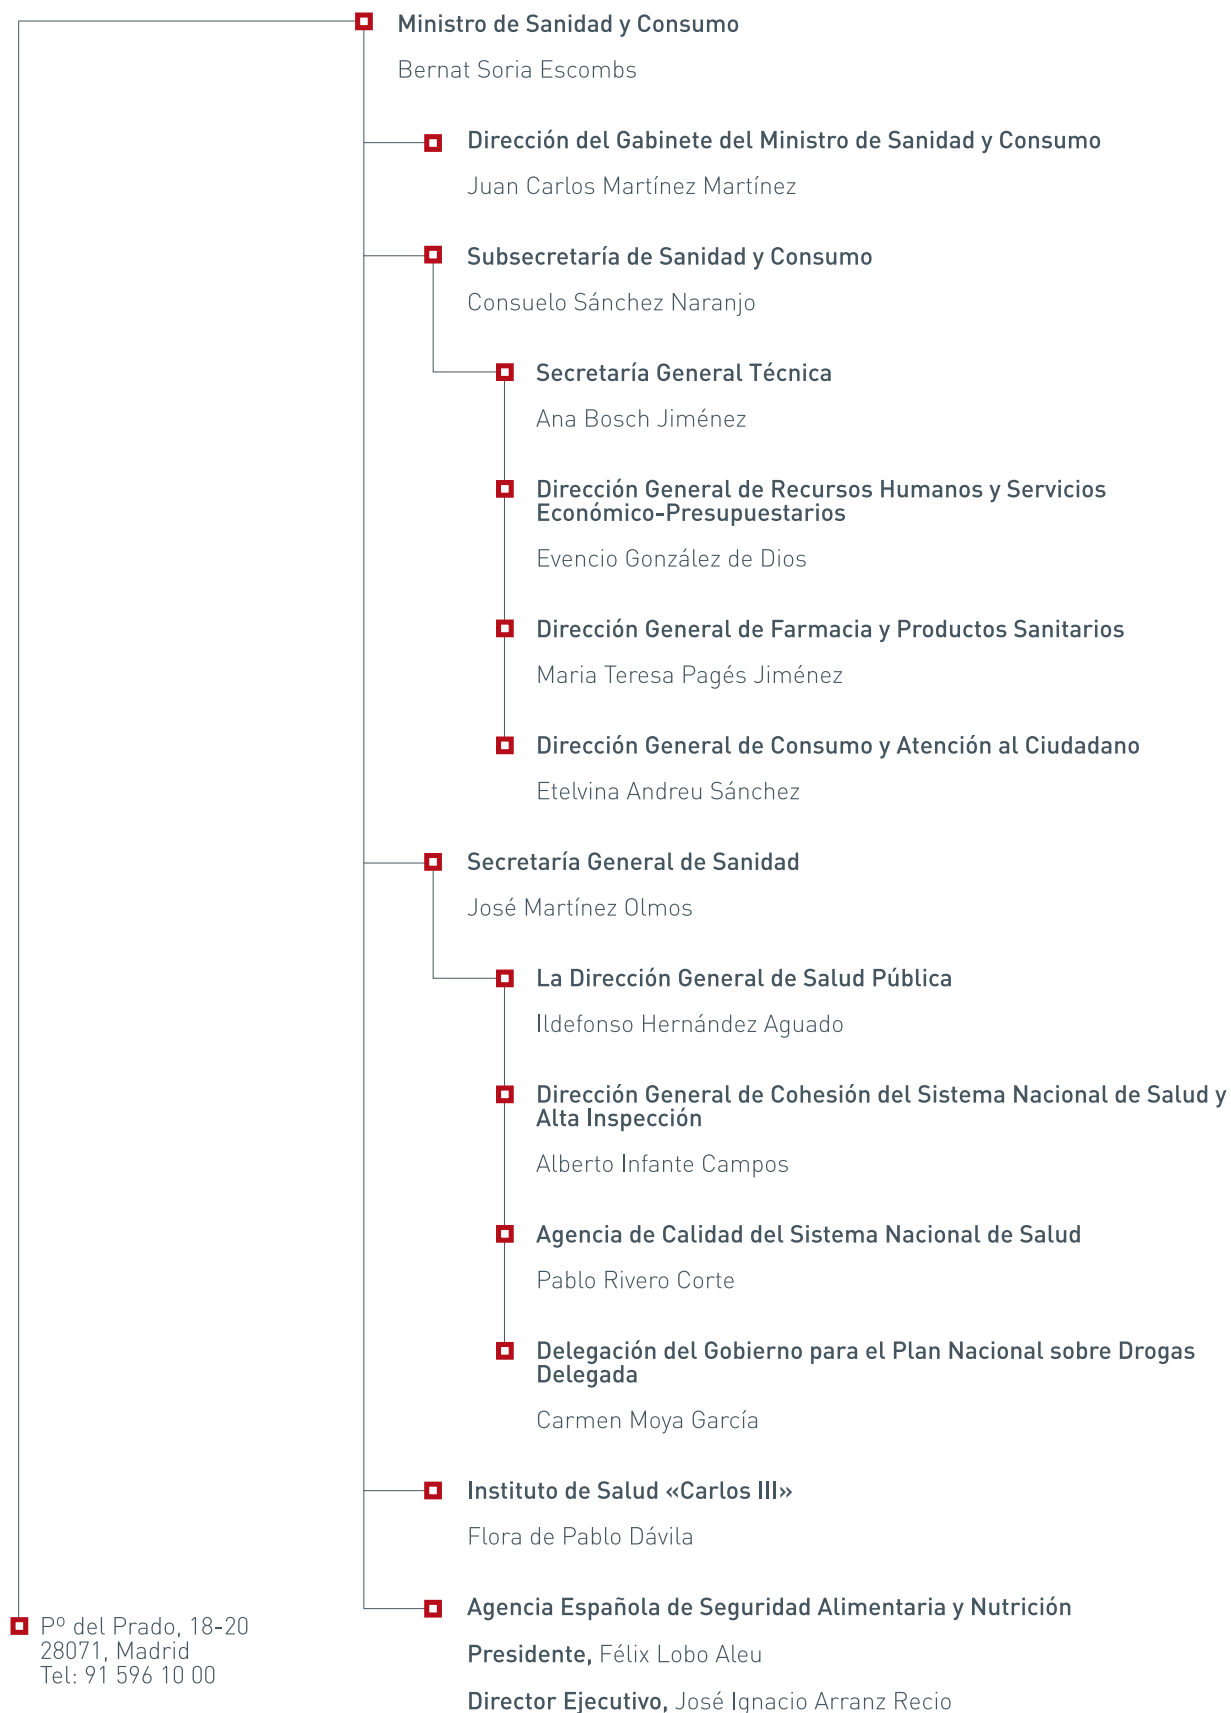 Ministro de Sanidad y Consumo
Bernat Soria Escombs
Dirección del Gabinete del Ministro de Sanidad y Consumo
Juan Carlos Martínez Martínez
Subsecretaría de Sanidad y Consumo
Consuelo Sánchez Naranjo
Secretaría General Técnica
Ana Bosch Jiménez
Dirección General de Recursos Humanos y Servicios
Económico-Presupuestarios
Evencio González de Dios
Dirección General de Farmacia y Productos Sanitarios
Maria Teresa Pagés Jiménez
Dirección General de Consumo y Atención al Ciudadano
Etelvina Andreu Sánchez
Secretaría General de Sanidad
José Martínez Olmos
La Dirección General de Salud Pública
Ildefonso Hernández Aguado
Dirección General de Cohesión del Sistema Nacional de Salud y
Alta Inspección
Alberto Infante Campos
Agencia de Calidad del Sistema Nacional de Salud
Pablo Rivero Corte
Delegación del Gobierno para el Plan Nacional sobre Drogas
Delegada
Carmen Moya García
Instituto de Salud «Carlos III»
Flora de Pablo Dávila
Agencia Española de Seguridad Alimentaria y Nutrición
Presidente, Félix Lobo Aleu
Director Ejecutivo, José Ignacio Arranz Recio
Pº del Prado, 18-20
28071, Madrid
Tel: 91 596 10 00